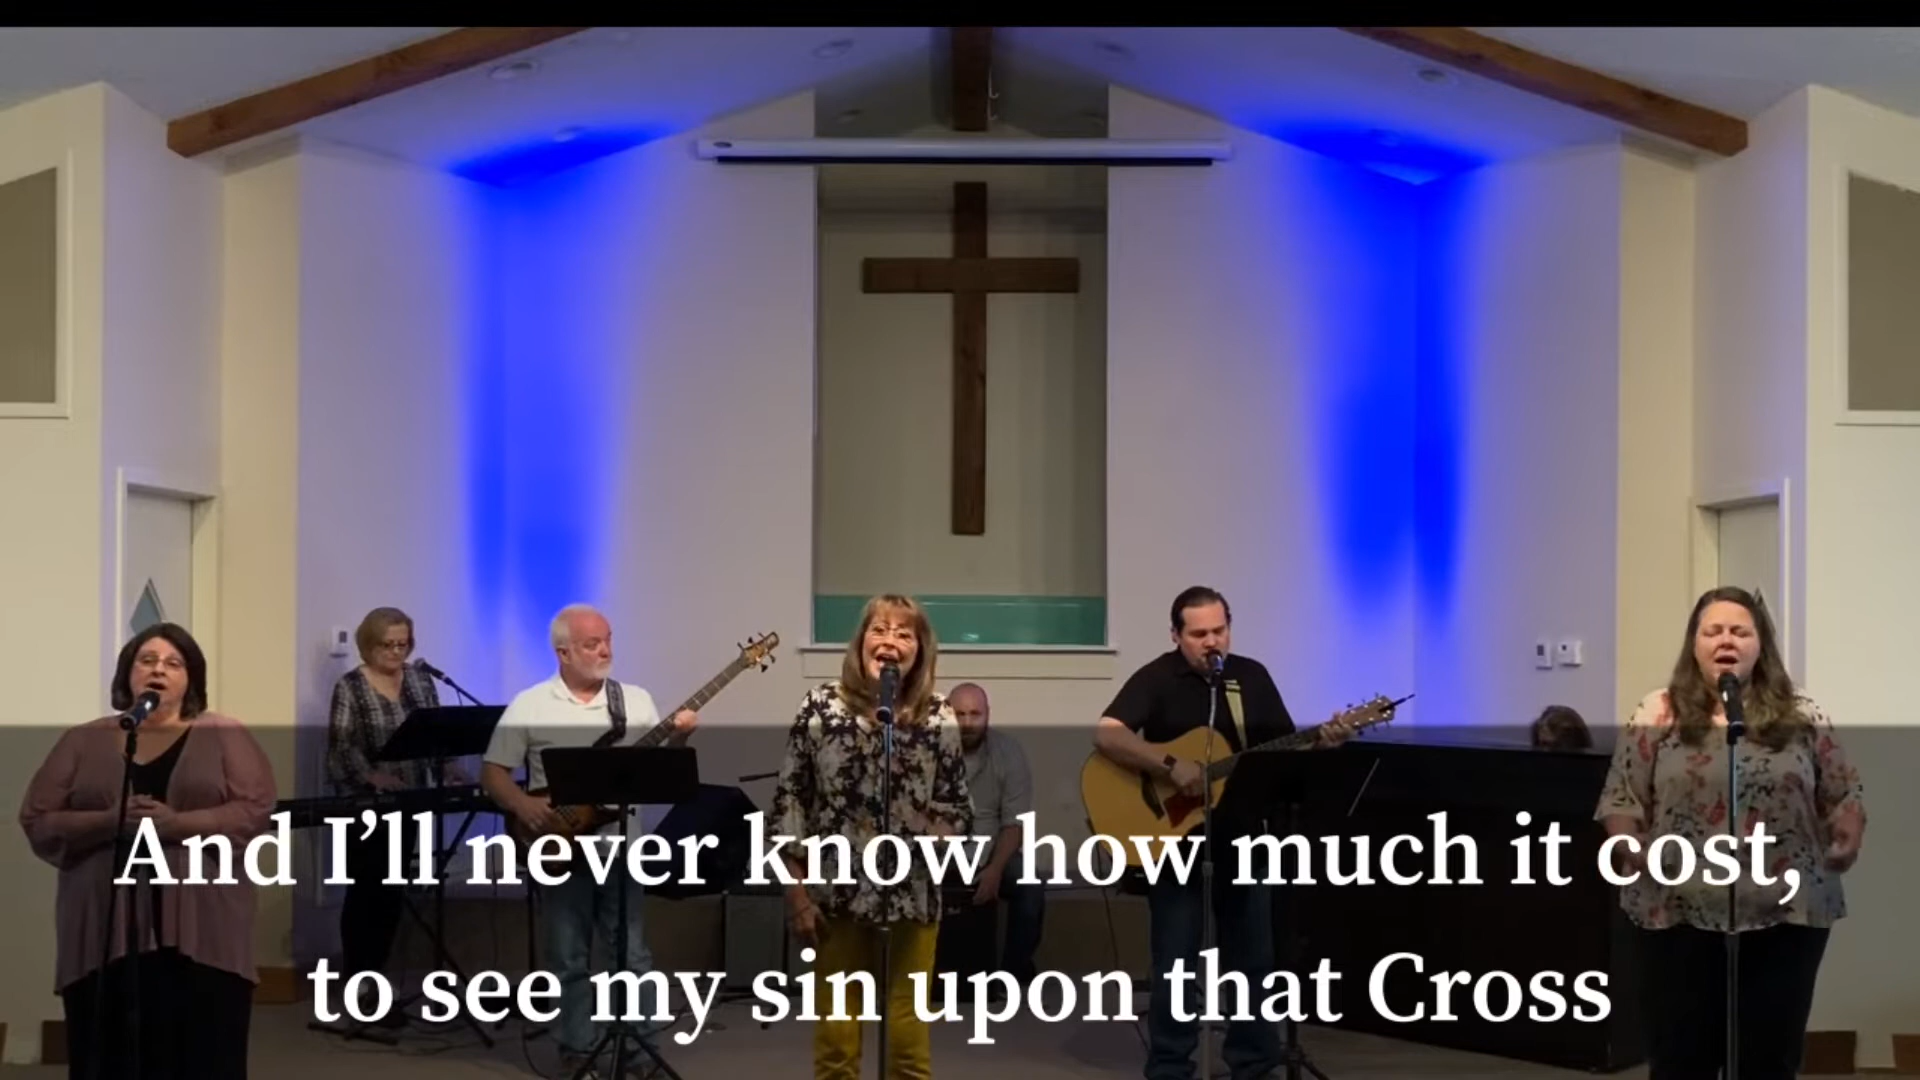 And I’ll never know how much it cost,
to see my sin upon that Cross